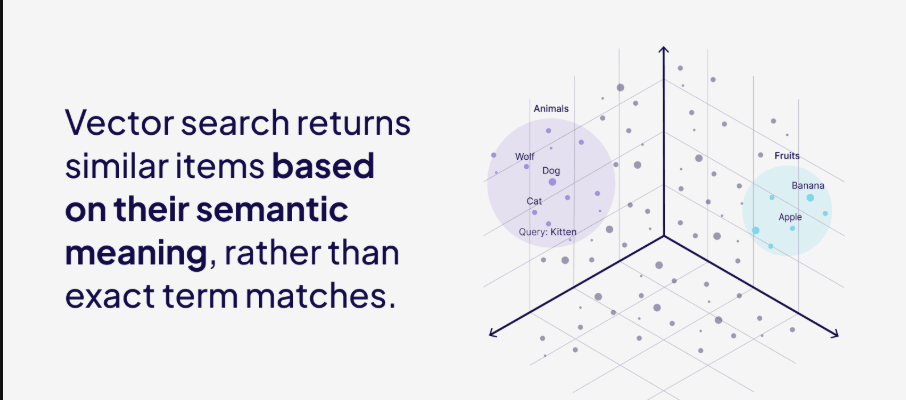 Vector search returns
similar items based
on their semantic
meaning, rather than
exact term matches.
Animals
Wolf
Dog
Cat
Query: Kitten
Fruits
Banana
Apple